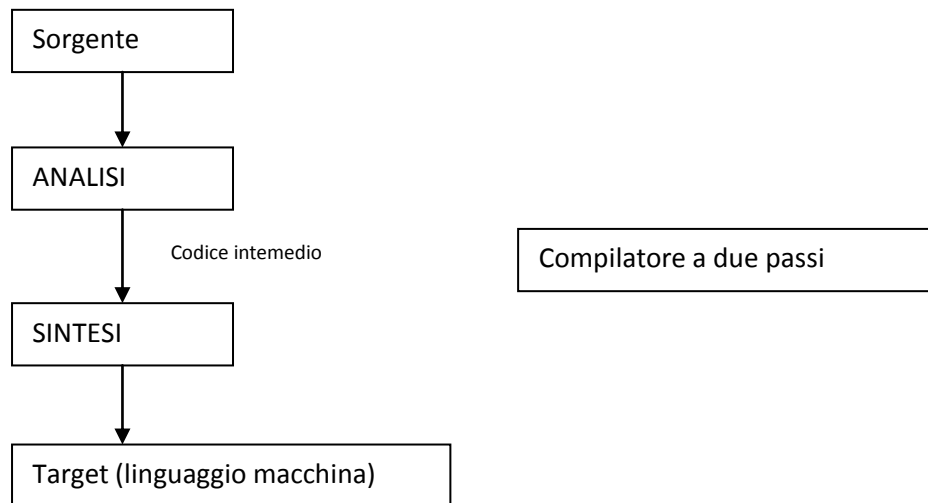 Sorgente
ANALISI
Codice intemedio
Compilatore a due passi
SINTESI
Target (linguaggio macchina)